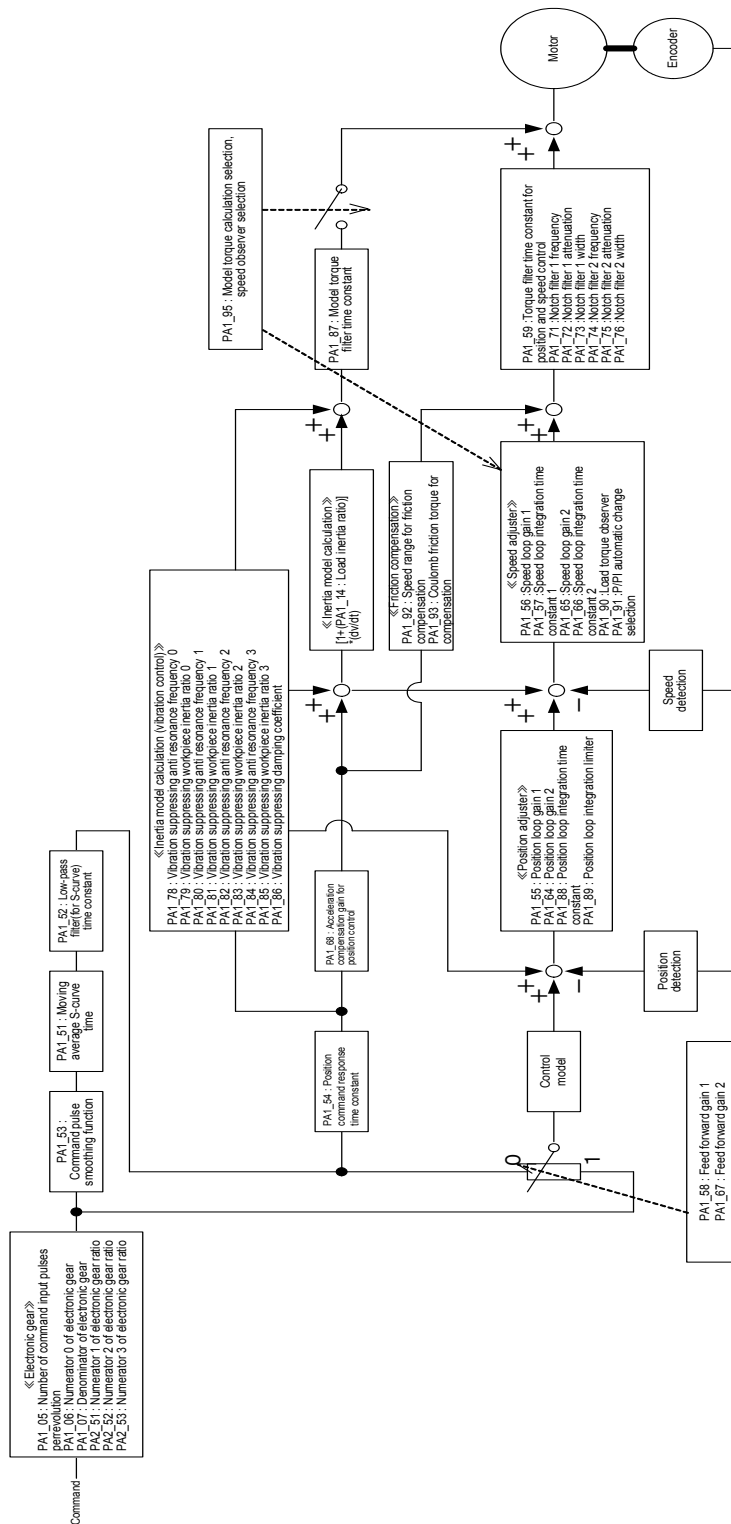 Command
≪Electronic gear≫
PA1_05 : Number of command input pulses
perrevolution
PA1_06 : Numerator 0 of electronic gear
PA1_07 : Denominator of electronic gear
PA2_51 : Numerator 1 of electronic gear ratio
PA2_52 : Numerator 2 of electronic gear ratio
PA2_53 : Numerator 3 of electronic gear ratio
PA1_53 :
Command pulse
smoothing function
PA1_51 : Moving
average S-curve
time
PA1_52 : Low-pass
filter(for S-curve)
time constant
PA1_54 : Position
command response
time constant
≪Inertia model calculation (vibration control)≫
PA1_78 : Vibration suppressing anti resonance frequency 0
PA1_79 : Vibration suppressing workpiece inertia ratio 0
PA1_80 : Vibration suppressing anti resonance frequency 1
PA1_81 : Vibration suppressing workpiece inertia ratio 1
PA1_82 : Vibration suppressing anti resonance frequency 2
PA1_83 : Vibration suppressing workpiece inertia ratio 2
PA1_84 : Vibration suppressing anti resonance frequency 3
PA1_85 : Vibration suppressing workpiece inertia ratio 3
PA1_86 : Vibration suppressing damping coefficient
PA1_68 : Acceleration
compensation gain for
position control
+
+
≪Inertia model calculation≫
[1+(PA1_14 : Load inertia ratio)]
*(dv/dt)
+
+
PA1_87 : Model torque
filter time constant
PA1_95 : Model torque calculation selection,
speed observer selection
≪Friction compensation≫
PA1_92 : Speed range for friction
compensation
PA1_93 : Coulomb friction torque for
compensation
0
1
PA1_58 : Feed forward gain 1
PA1_67 : Feed forward gain 2
Control
model
+
+
−
≪Position adjuster≫
PA1_55 : Position loop gain 1
PA1_64 : Position loop gain 2
PA1_88 : Position loop integration time
constant
PA1_89 : Position loop integration limiter
+
+
−
≪Speed adjuster≫
PA1_56 :Speed loop gain 1
PA1_57 :Speed loop integration time
constant 1
PA1_65 :Speed loop gain 2
PA1_66 :Speed loop integration time
constant 2
PA1_90 :Load torque observer
PA1_91 :P/PI automatic change
selection
+
+
PA1_59 :Torque filter time constant for
position and speed control
PA1_71 :Notch filter 1 frequency
PA1_72 :Notch filter 1 attenuation
PA1_73 :Notch filter 1 width
PA1_74 :Notch filter 2 frequency
PA1_75 :Notch filter 2 attenuation
PA1_76 :Notch filter 2 width
+
+
Motor
Encoder
Position
detection
Speed
detection